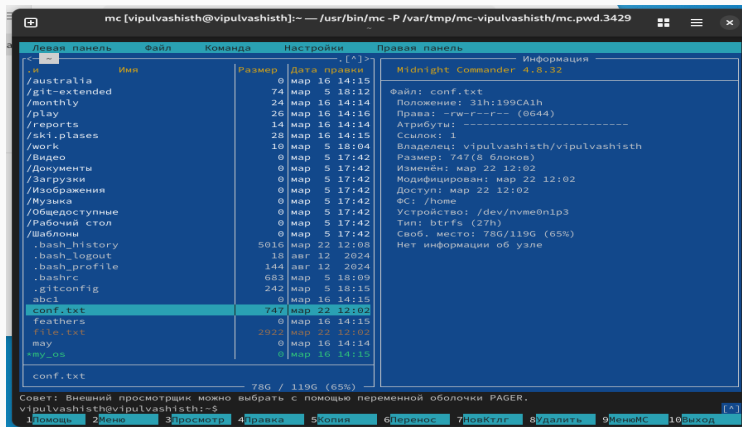 mc [vipulvashisth@vipulvashisth]:~ — /usr/bin/mc -P /var/tmp/mc-vipulvashisth/mc.pwd.3429
~
Левая панель Файл Команда Настройки Правая панель
<— ~ .[^]>
.и Имя Размер Дата правки
/australia 0 мар 16 14:15
/git-extended 74 мар 5 18:12
/monthly 24 мар 16 14:14
/play 26 мар 16 14:16
/reports 14 мар 16 14:14
/ski.plases 28 мар 16 14:15
/work 10 мар 5 18:04
/Видео 0 мар 5 17:42
/Документы 0 мар 5 17:42
/Загрузки 0 мар 5 17:42
/Изображения 0 мар 5 17:42
/Музыка 0 мар 5 17:42
/Общедоступные 0 мар 5 17:42
/Рабочий стол 0 мар 5 17:42
/Шаблоны 0 мар 5 17:42
.bash_history 5016 мар 22 12:08
.bash_logout 18 авг 12 2024
.bash_profile 144 авг 12 2024
.bashrc 683 мар 5 18:09
.gitconfig 242 мар 5 18:15
abc1 0 мар 16 14:15
conf.txt 747 мар 22 12:02
feathers 0 мар 16 14:15
file.txt 2922 мар 22 12:02
may 0 мар 16 14:14
*my_os 0 мар 16 14:15
conf.txt
78G / 119G (65%)
Информация
Midnight Commander 4.8.32
Файл: conf.txt
Положение: 31h:199CA1h
Права: -rw-r--r-- (0644)
Атрибуты: -------------------------
Ссылок: 1
Владелец: vipulvashisth/vipulvashisth
Размер: 747(8 блоков)
Изменён: мар 22 12:02
Модифицирован: мар 22 12:02
Доступ: мар 22 12:02
ФС: /home
Устройство: /dev/nvme0n1p3
Тип: btrfs (27h)
Своб. место: 78G/119G (65%)
Нет информации об узле
Совет: Внешний просмотрщик можно выбрать с помощью переменной оболочки PAGER.
vipulvashisth@vipulvashisth:~$ [^]
1Помощь 2Меню 3Просмотр 4Правка 5Копия 6Перенос 7НовКтлг 8Удалить 9МенюМС 10Выход